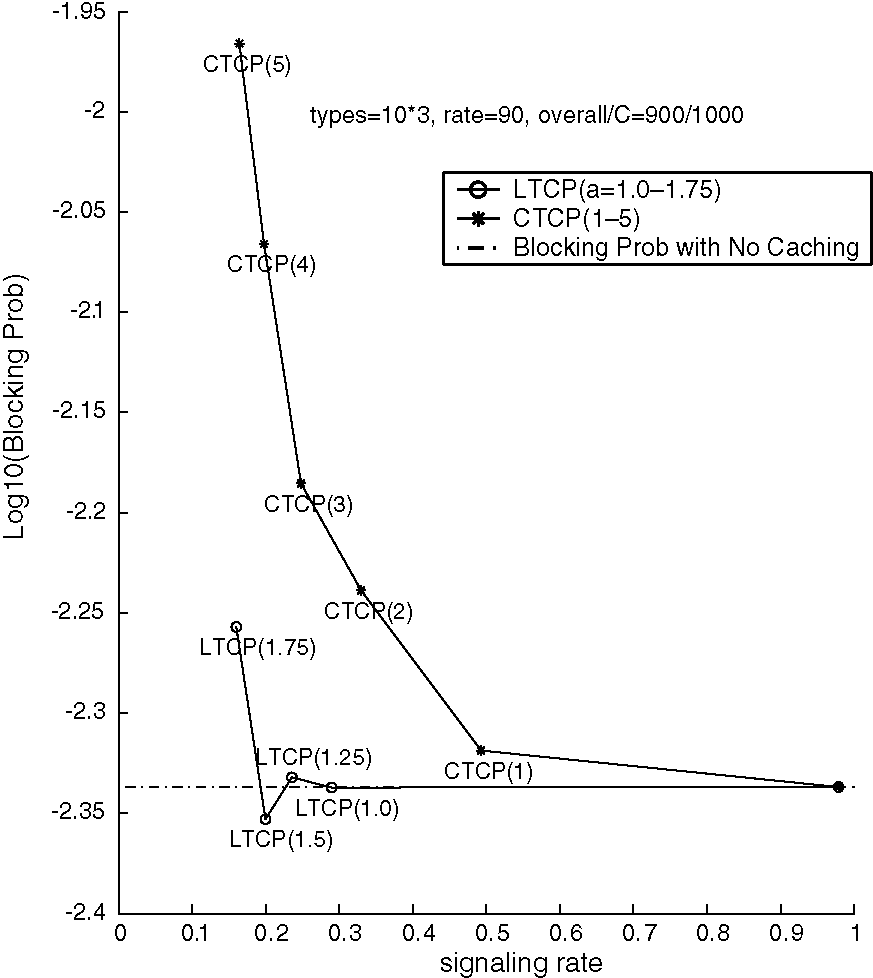 -1.95
CTCP(5)
types=10*3, rate=90, overall/C=900/1000
-2
LTCP(a=1.0–1.75)
CTCP(1–5)
Blocking Prob with No Caching
-2.05
CTCP(4)
-2.1
Log10(Blocking Prob)
-2.15
CTCP(3)
-2.2
CTCP(2)
-2.25
LTCP(1.75)
-2.3
LTCP(1.25)
CTCP(1)
LTCP(1.0)
-2.35
LTCP(1.5)
-2.4
0 0.1 0.2 0.3 0.4 0.5 0.6 0.7 0.8 0.9 1
signaling rate